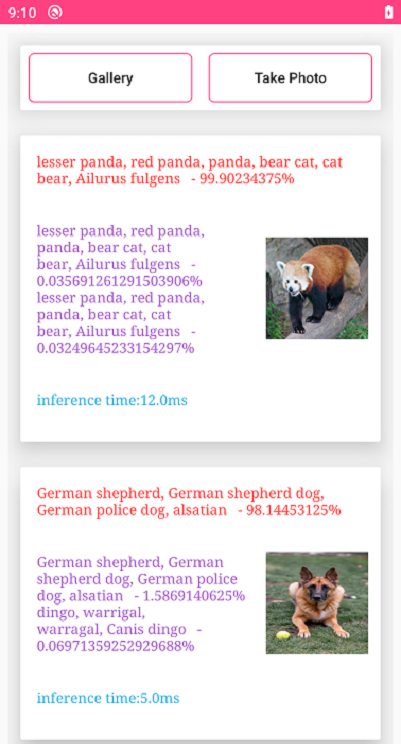 9:10
Gallery
Take Photo
lesser panda, red panda, panda, bear cat, cat
bear, Ailurus fulgens - 99.90234375%
lesser panda, red panda,
panda, bear cat, cat
bear, Ailurus fulgens -
0.035691261291503906%
lesser panda, red panda,
panda, bear cat, cat
bear, Ailurus fulgens -
0.03249645233154297%
inference time:12.0ms
German shepherd, German shepherd dog,
German police dog, alsatian - 98.14453125%
German shepherd, German
shepherd dog, German police
dog, alsatian - 1.5869140625%
dingo, warrigal,
warragal, Canis dingo -
0.06971359252929688%
inference time:5.0ms